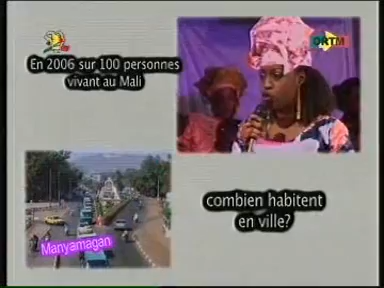 ORTM
En 2006 sur 100 personnes
vivant au Mali
combien habitent
en ville?
Manyamagan